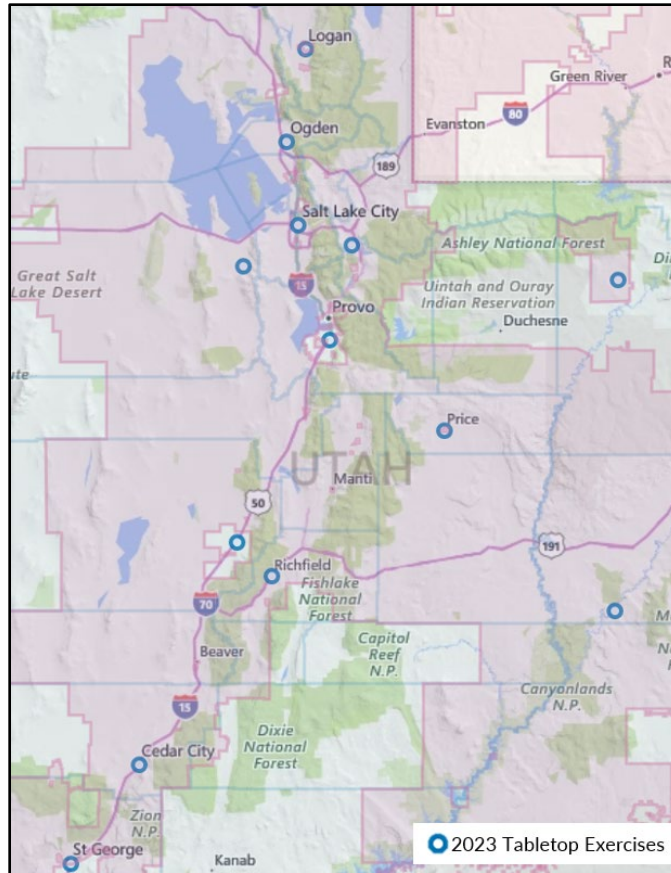 Logan
Green River
Ogden
Evanston
80
189
Salt Lake City
Ashley National Forest
Great Salt
Lake Desert
15
Uintah and Ouray
Indian Reservation
Provo
Duchesne
Price
UTAH
Manti
50
191
Richfield
Fishlake
National
Forest
70
Capitol
Reef
N.P.
Beaver
Canyonlands
N.P.
15
Dixie
National
Forest
Cedar City
Zion
N.P.
St George
Kanab
2023 Tabletop Exercises